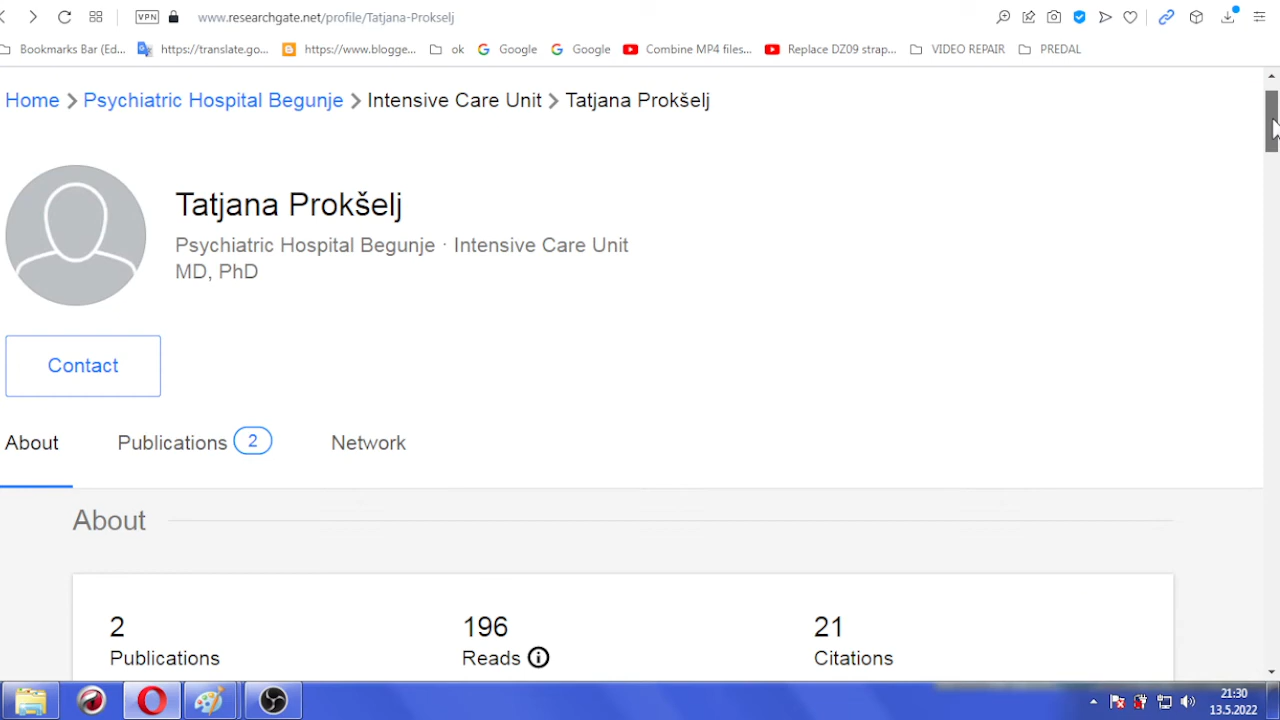 VPN www.researchgate.net/profile/Tatjana-Prokselj
Bookmarks Bar (Ed... https://translate.go... https://www.blogge... ok Google Google Combine MP4 files... Replace DZ09 strap... VIDEO REPAIR PREDAL
Home Psychiatric Hospital Begunje Intensive Care Unit Tatjana Prokšelj
Tatjana Prokšelj
Psychiatric Hospital Begunje · Intensive Care Unit
MD, PhD
Contact
About Publications 2 Network
About
2 196 21
Publications Reads Citations
21:30
13.5.2022